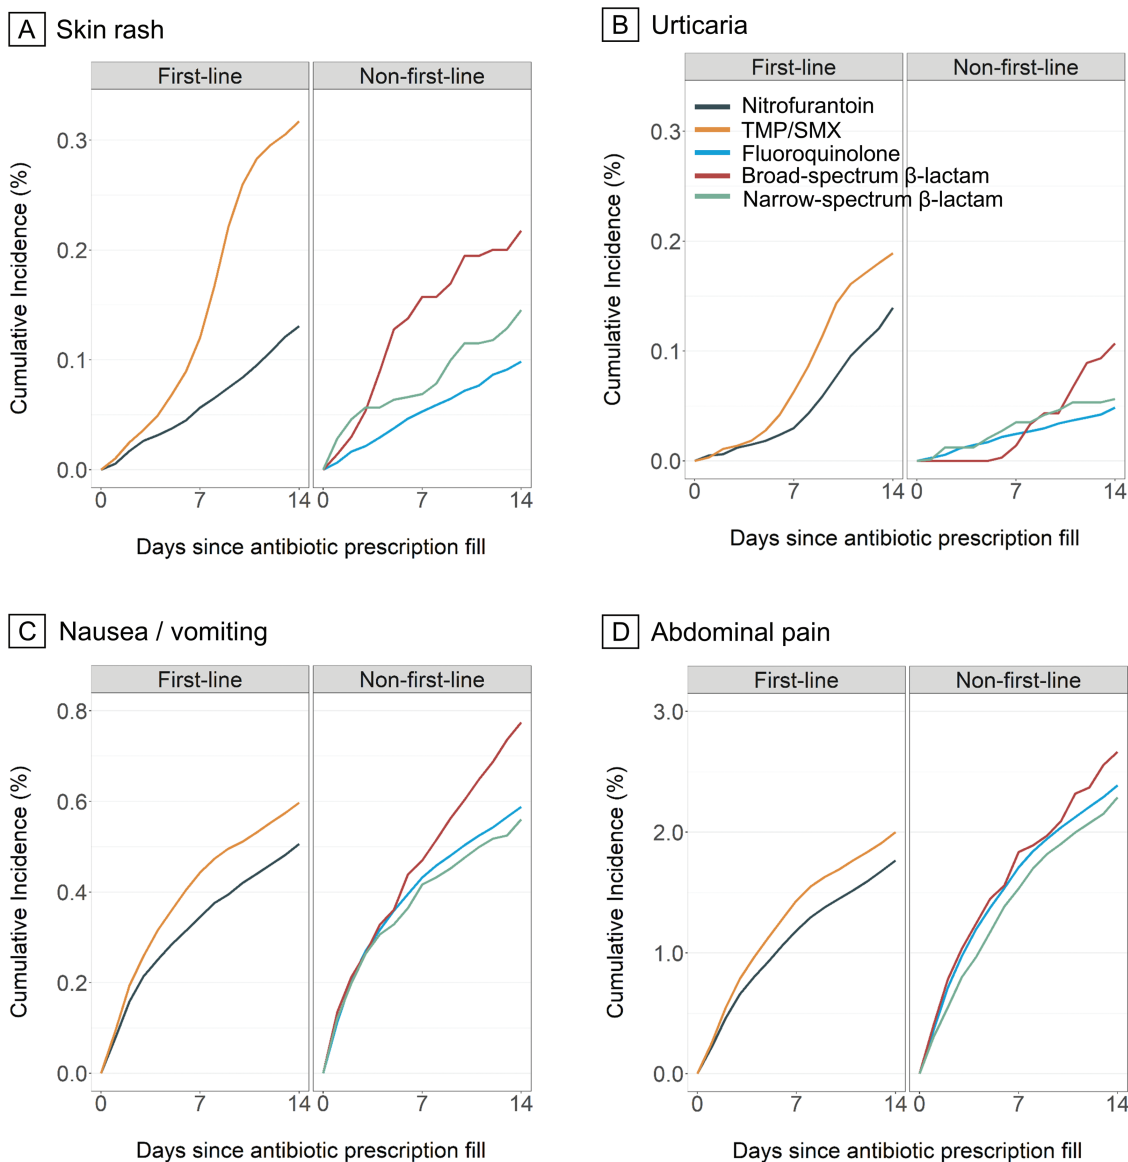 A Skin rash
First-line Non-first-line
0.3
0.2
0.1
0.0
Cumulative Incidence (%)
0 7 14 0 7 14
Days since antibiotic prescription fill
B Urticaria
First-line Non-first-line
Nitrofurantoin
TMP/SMX
Fluoroquinolone
Broad-spectrum β-lactam
Narrow-spectrum β-lactam
0.3
0.2
0.1
0.0
Cumulative Incidence (%)
0 7 14 0 7 14
Days since antibiotic prescription fill
C Nausea / vomiting
First-line Non-first-line
0.8
0.6
0.4
0.2
0.0
Cumulative Incidence (%)
0 7 14 0 7 14
Days since antibiotic prescription fill
D Abdominal pain
First-line Non-first-line
3.0
2.0
1.0
0.0
Cumulative Incidence (%)
0 7 14 0 7 14
Days since antibiotic prescription fill